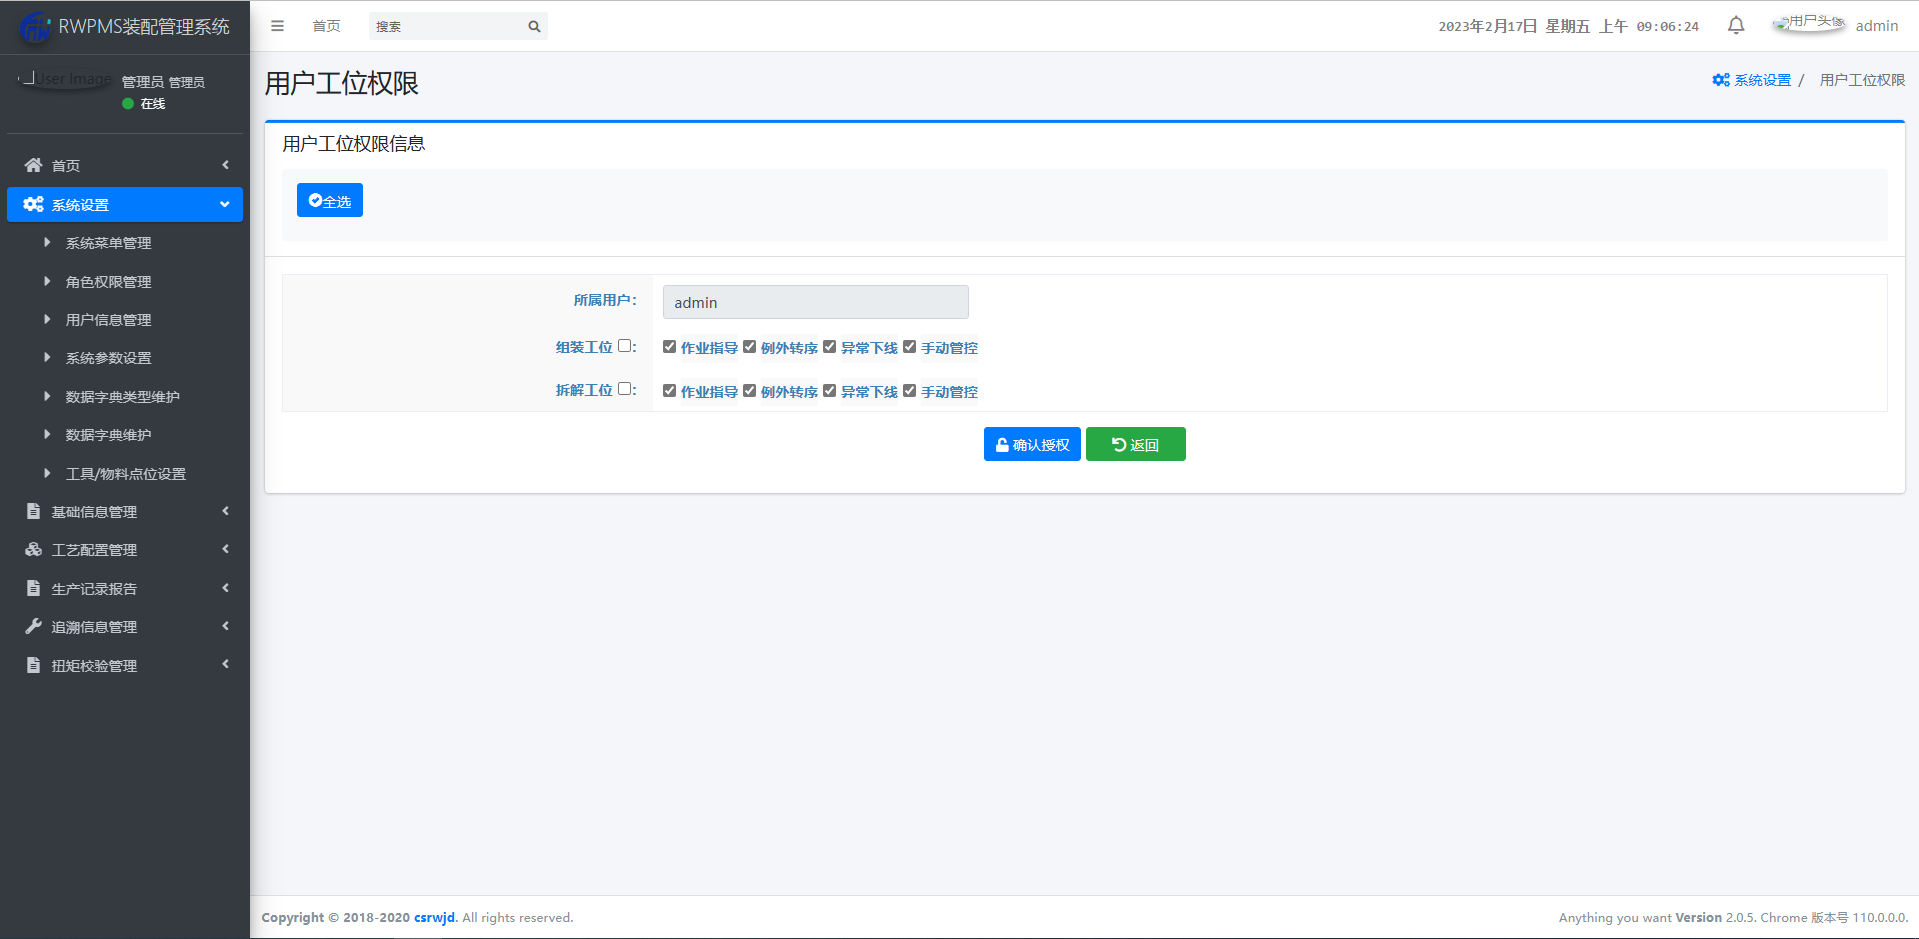 RWPMS装配管理系统
首页
搜索
2023年2月17日 星期五 上午 09:06:24
用户头像
admin
User Image
管理员 管理员
在线
首页
系统设置
系统菜单管理
角色权限管理
用户信息管理
系统参数设置
数据字典类型维护
数据字典维护
工具/物料点位设置
基础信息管理
工艺配置管理
生产记录报告
追溯信息管理
扭矩校验管理
用户工位权限
系统设置 / 用户工位权限
用户工位权限信息
全选
所属用户: admin
组装工位 : 作业指导 例外转序 异常下线 手动管控
拆解工位 : 作业指导 例外转序 异常下线 手动管控
确认授权 返回
Copyright © 2018-2020 csrwjd. All rights reserved.
Anything you want Version 2.0.5. Chrome 版本号 110.0.0.0.